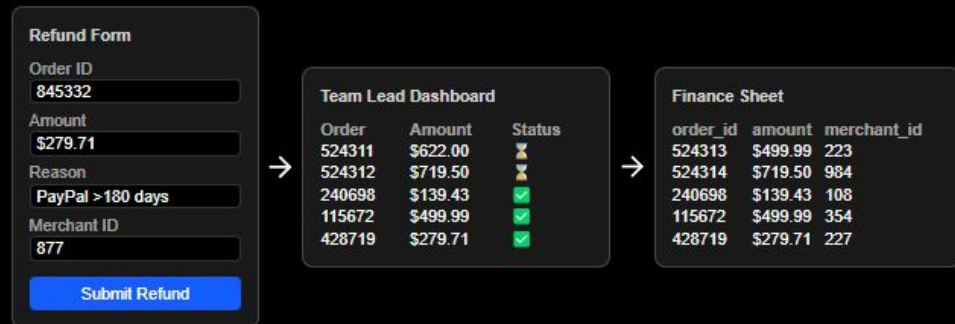 Refund Form
Order ID
845332
Amount
$279.71
Reason
PayPal >180 days
Merchant ID
877
Submit Refund
Team Lead Dashboard
Order Amount Status
524311 $622.00 ⌛
524312 $719.50 ⌛
240698 $139.43 ✅
115672 $499.99 ✅
428719 $279.71 ✅
Finance Sheet
order_id amount merchant_id
524313 $499.99 223
524314 $719.50 984
240698 $139.43 108
115672 $499.99 354
428719 $279.71 227